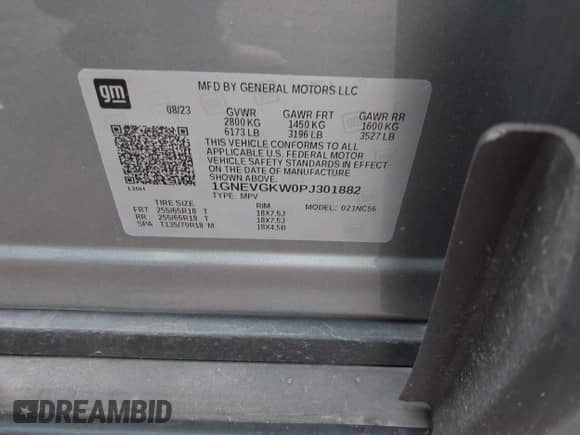 gm
MFD BY GENERAL MOTORS LLC
08/23 GVWR GAWR FRT GAWR RR
2800 KG 1450 KG 1600 KG
6173 LB 3196 LB 3527 LB
THIS VEHICLE CONFORMS TO ALL
APPLICABLE U.S. FEDERAL MOTOR
VEHICLE SAFETY STANDARDS IN EFFECT
ON THE DATE OF MANUFACTURE
SHOWN ABOVE.
1GNEVGKW0PJ301882
TYPE: MPV MODEL: 021NC56
TIRE SIZE RIM
FRT 255/65R18 T 18X7.5J
RR 255/65R18 T 18X7.5J
SPA T135/70R18 M 18X4.5B
DREAMBID